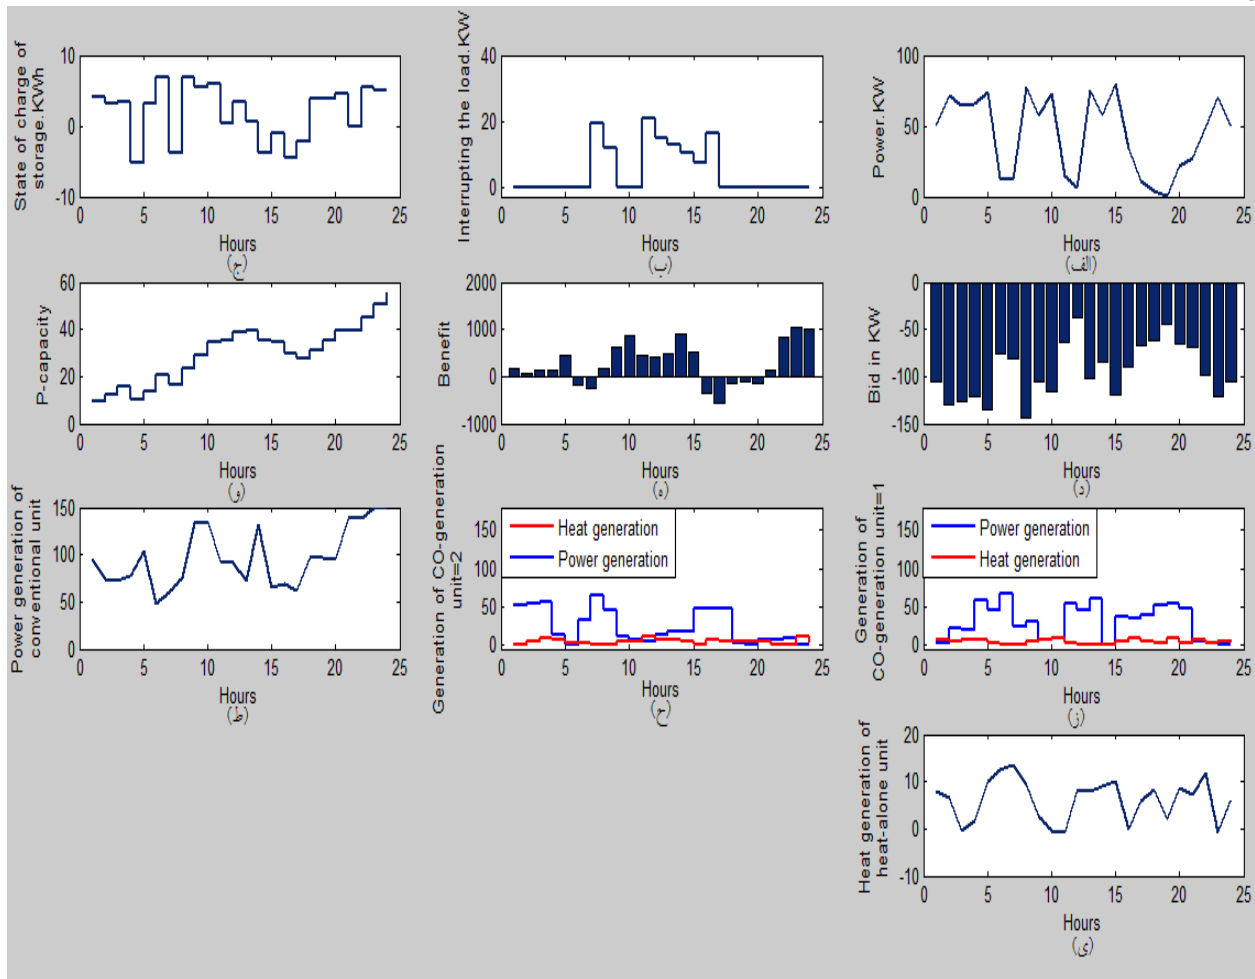 State of charge of
storage.KWh
10
0
-10
0 5 10 15 20 25
Hours
(ج)
Interrupting the load.KW
40
20
0
0 5 10 15 20 25
Hours
(ب)
Power.KW
100
50
0
0 5 10 15 20 25
Hours
(الف)
P-capacity
60
40
20
0
0 5 10 15 20 25
Hours
(و)
Benefit
2000
1000
0
-1000
0 5 10 15 20 25
Hours
(ه)
Bid in KW
0
-50
-100
-150
0 5 10 15 20 25
Hours
(د)
Power generation of
conventional unit
150
100
50
0
0 5 10 15 20 25
Hours
(ط)
Generation of CO-generation
unit=2
150
100
50
0
Heat generation
Power generation
0 5 10 15 20 25
Hours
(ح)
Generation of
CO-generation unit=1
150
100
50
0
Power generation
Heat generation
0 5 10 15 20 25
Hours
(ز)
Heat generation of
heat-alone unit
20
10
0
-10
0 5 10 15 20 25
Hours
(ی)